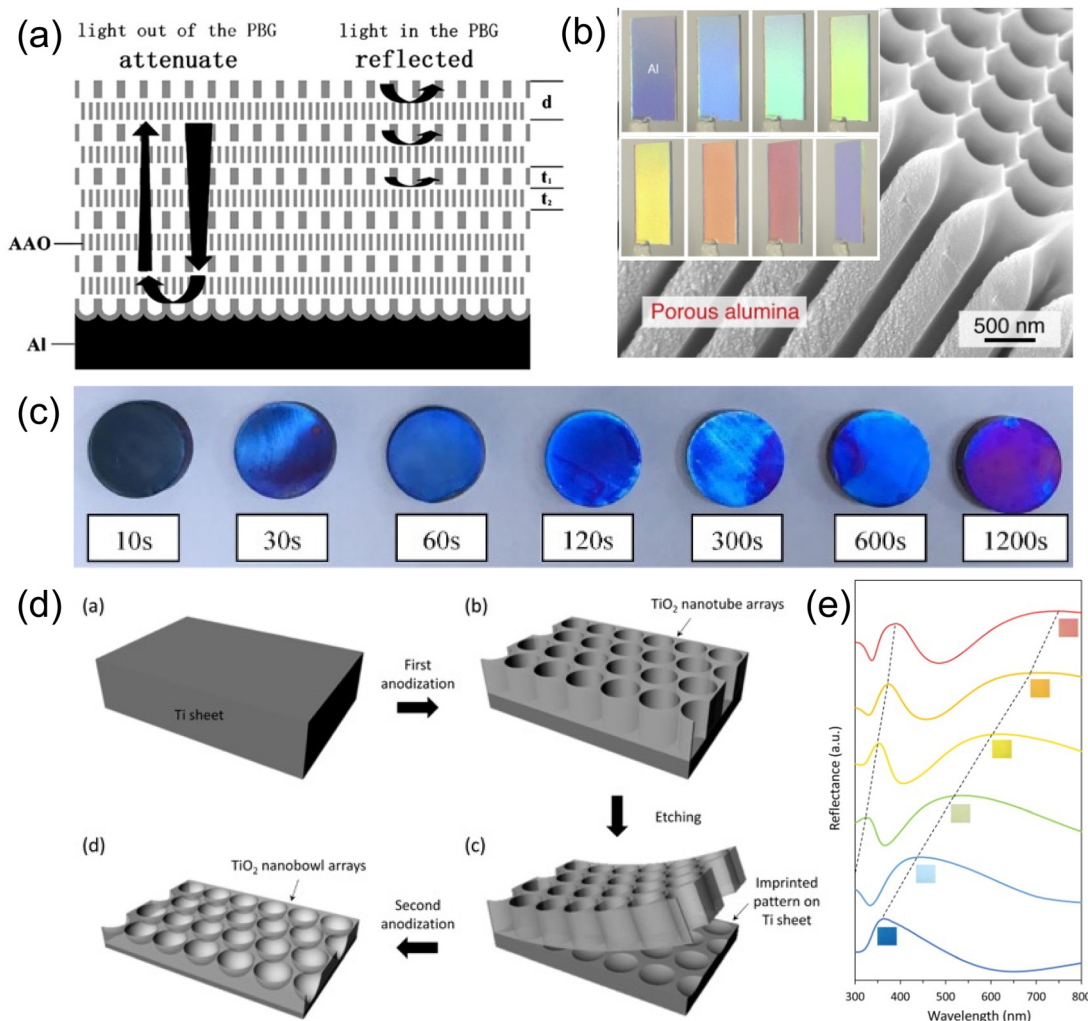 (a)
light out of the PBG
attenuate
light in the PBG
reflected
d
t₁
t₂
AAO
Al
(b)
Al
Porous alumina
500 nm
(c)
10s
30s
60s
120s
300s
600s
1200s
(d)
(a)
Ti sheet
First
anodization
(b)
TiO₂ nanotube arrays
Etching
(d)
TiO₂ nanobowl arrays
Second
anodization
(c)
Imprinted
pattern on
Ti sheet
(e)
Reflectance (a.u.)
300 400 500 600 700 800
Wavelength (nm)